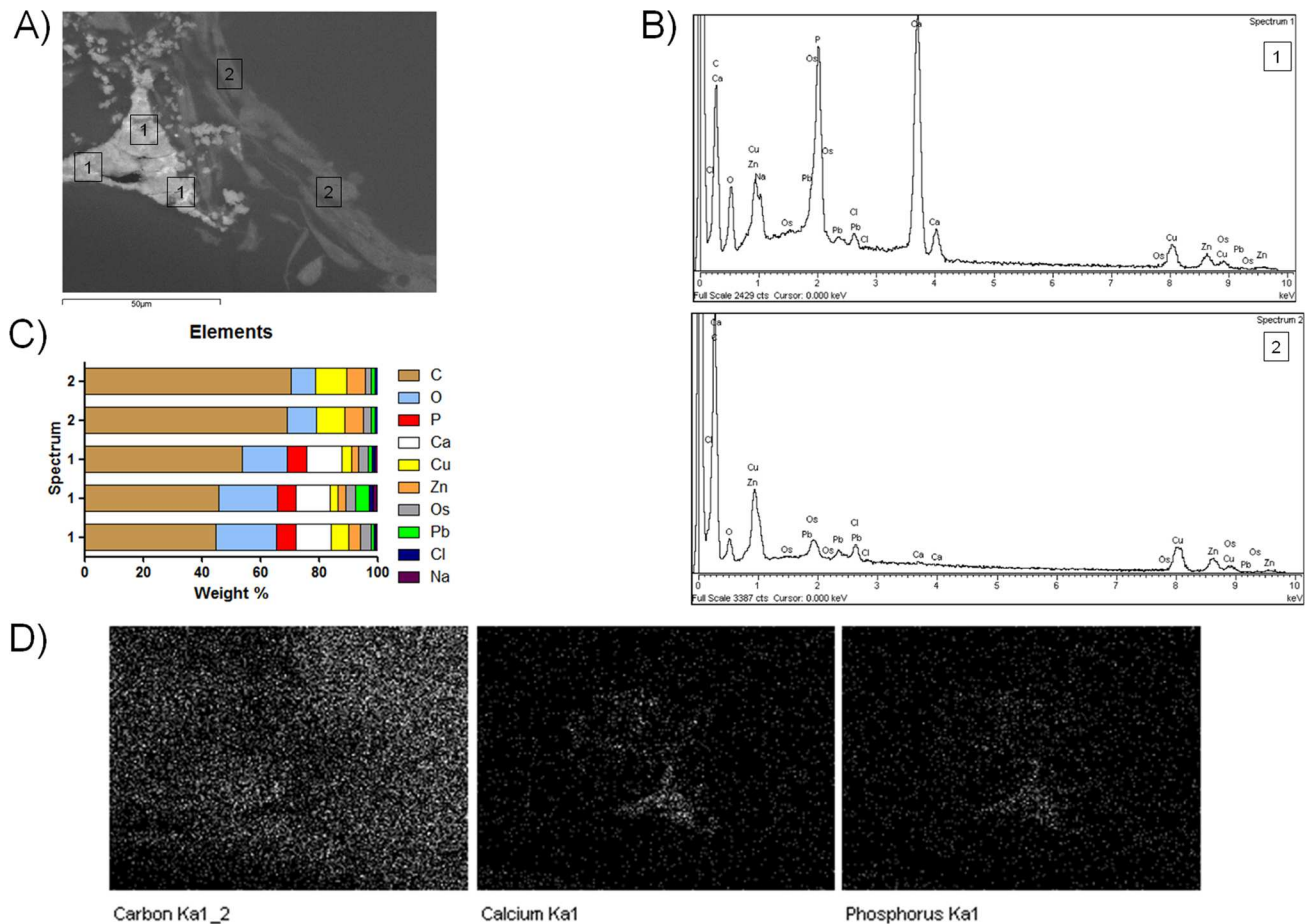 A)
2
1
1
1
2
50µm
B)
Spectrum 1
1
Ca
P
Os
C
Ca
Cu
Zn
Na
Cl
O
Os
Pb
Os
Pb
Cl
Pb
Cl
Ca
Cu
Os
Zn
Os
Cu
Pb
Os
Zn
0 1 2 3 4 5 6 7 8 9 10
Full Scale 2429 cts Cursor: 0.000 keV
keV
Spectrum 2
2
Ca
C
Cl
Cu
Zn
O
Os
Os
Pb
Os
Pb
Cl
Pb
Cl
Ca
Ca
Cu
Os
Zn
Os
Cu
Pb
Os
Zn
0 1 2 3 4 5 6 7 8 9 10
Full Scale 3387 cts Cursor: 0.000 keV
keV
C)
Elements
Spectrum
2
2
1
1
1
0 20 40 60 80 100
Weight %
C
O
P
Ca
Cu
Zn
Os
Pb
Cl
Na
D)
Carbon Ka1_2
Calcium Ka1
Phosphorus Ka1